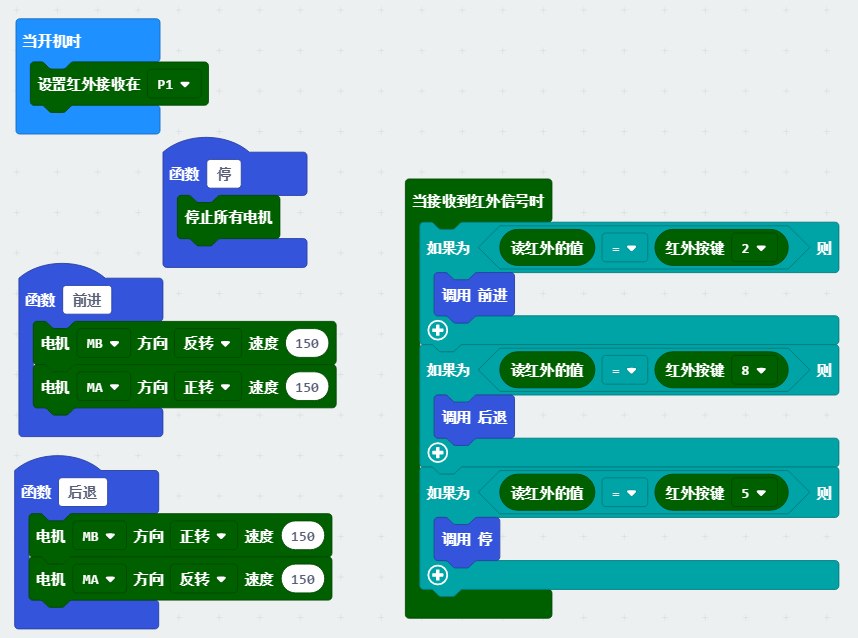 当开机时
设置红外接收在 P1
函数 停
停止所有电机
函数 前进
电机 MB 方向 反转 速度 150
电机 MA 方向 正转 速度 150
函数 后退
电机 MB 方向 正转 速度 150
电机 MA 方向 反转 速度 150
当接收到红外信号时
如果为 读红外的值 = 红外按键 2 则
调用 前进
如果为 读红外的值 = 红外按键 8 则
调用 后退
如果为 读红外的值 = 红外按键 5 则
调用 停